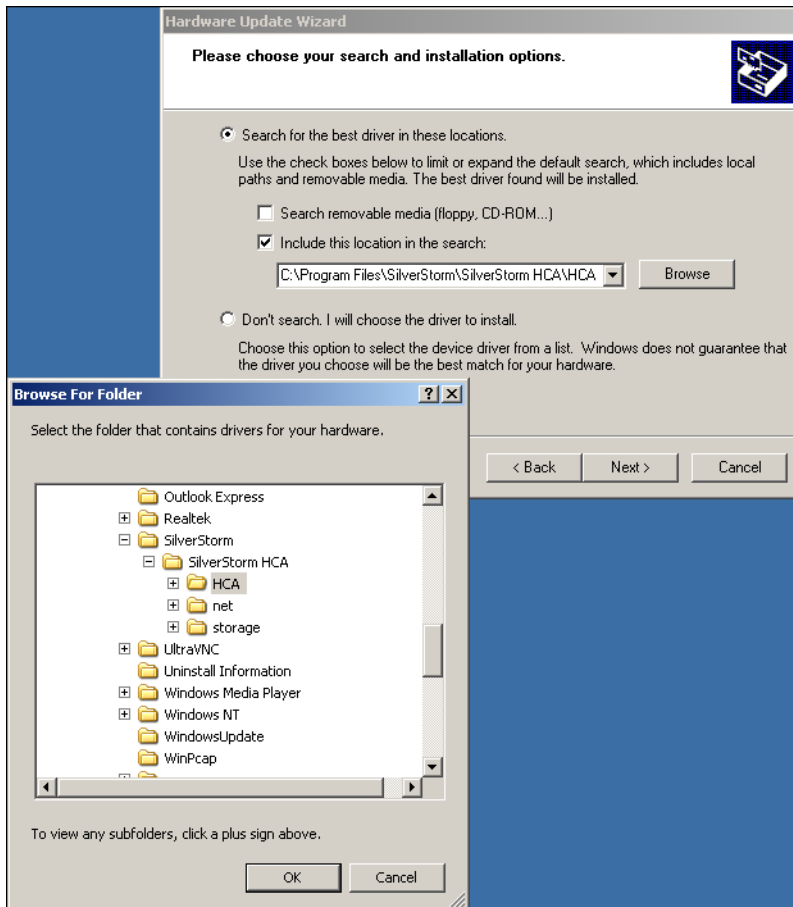 Hardware Update Wizard
Please choose your search and installation options.
Search for the best driver in these locations.
Use the check boxes below to limit or expand the default search, which includes local
paths and removable media. The best driver found will be installed.
Search removable media (floppy, CD-ROM...)
Include this location in the search:
C:\Program Files\SilverStorm\SilverStorm HCA\HCA
Browse
Don't search. I will choose the driver to install.
Choose this option to select the device driver from a list. Windows does not guarantee that
the driver you choose will be the best match for your hardware.
< Back
Next >
Cancel
Browse For Folder
Select the folder that contains drivers for your hardware.
Outlook Express
Realtek
SilverStorm
SilverStorm HCA
HCA
net
storage
UltraVNC
Uninstall Information
Windows Media Player
Windows NT
WindowsUpdate
WinPcap
To view any subfolders, click a plus sign above.
OK
Cancel